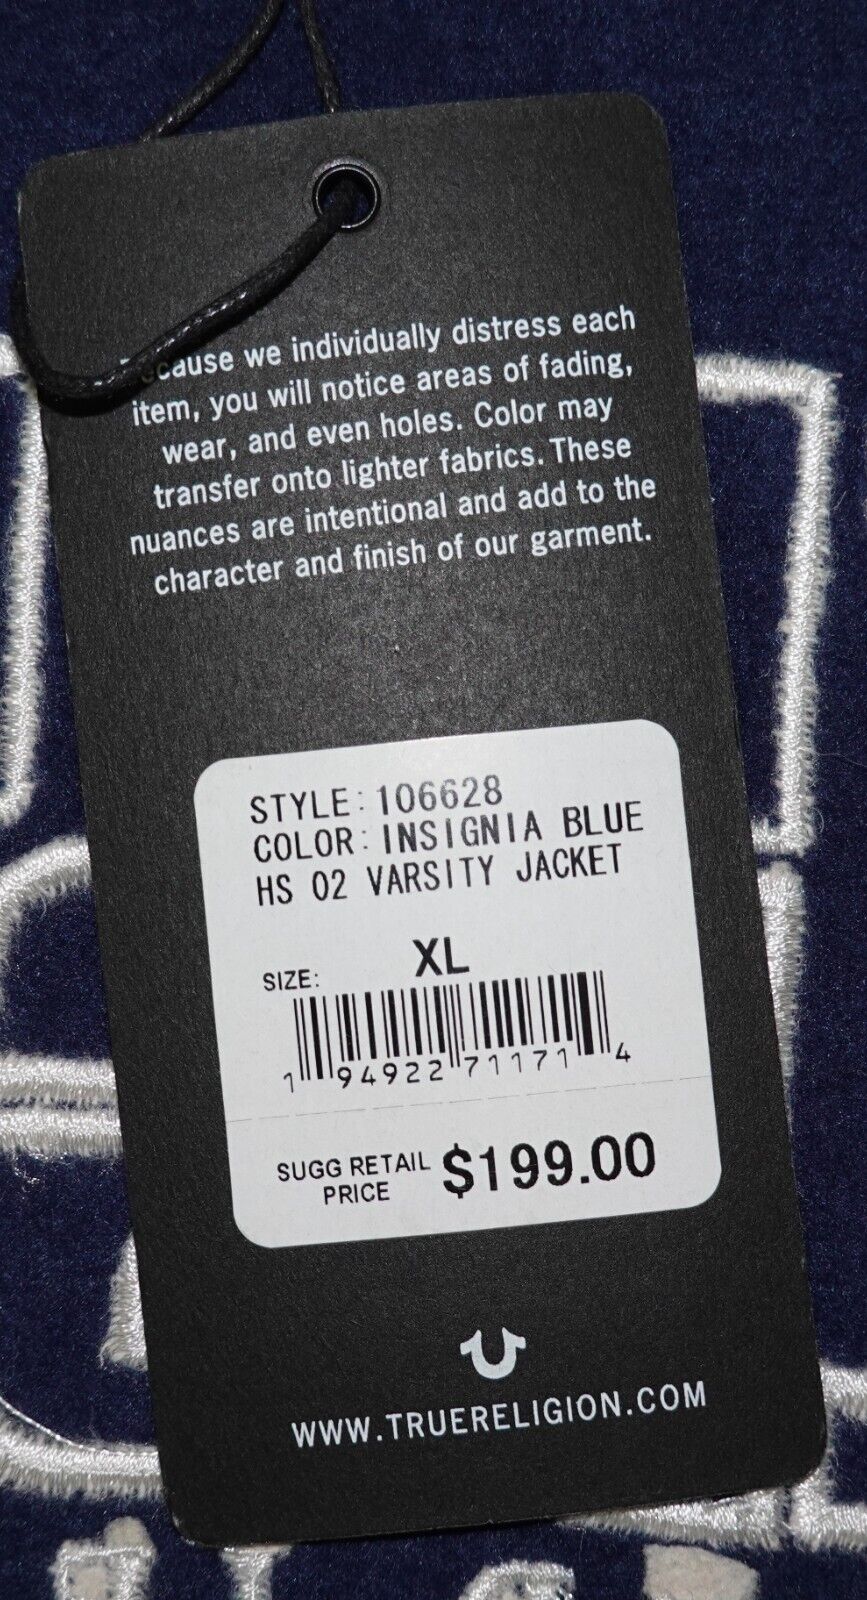 Because we individually distress each
item, you will notice areas of fading,
wear, and even holes. Color may
transfer onto lighter fabrics. These
nuances are intentional and add to the
character and finish of our garment.
STYLE: 106628
COLOR: INSIGNIA BLUE
HS 02 VARSITY JACKET
SIZE: XL
1 94922 71171 4
SUGG RETAIL PRICE $199.00
WWW.TRUERELIGION.COM